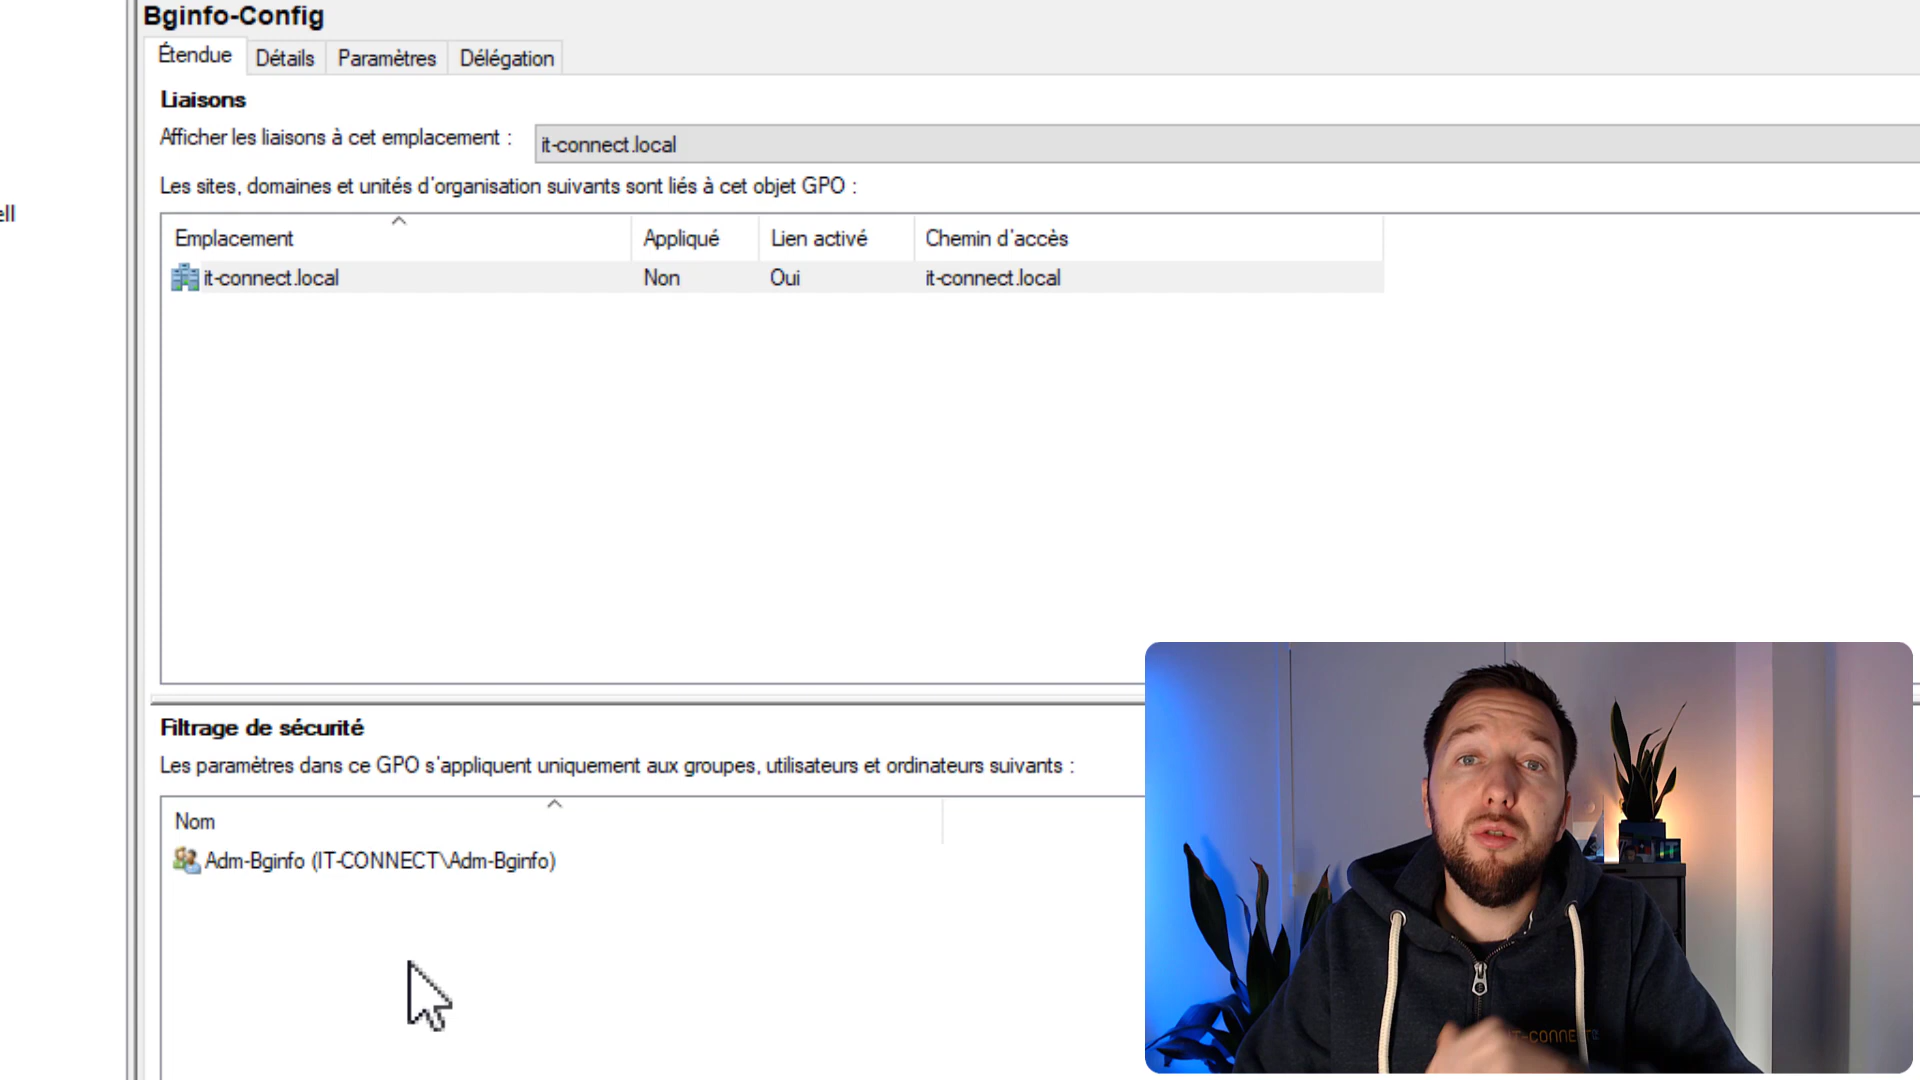 Bginfo-Config
Étendue
Détails
Paramètres
Délégation
Liaisons
Afficher les liaisons à cet emplacement :
it-connect.local
Les sites, domaines et unités d'organisation suivants sont liés à cet objet GPO :
ell
Emplacement
Appliqué
Lien activé
Chemin d'accès
it-connect.local
Non
Oui
it-connect.local
Filtrage de sécurité
Les paramètres dans ce GPO s'appliquent uniquement aux groupes, utilisateurs et ordinateurs suivants :
Nom
Adm-Bginfo (IT-CONNECT\Adm-Bginfo)
IT-CONNECT